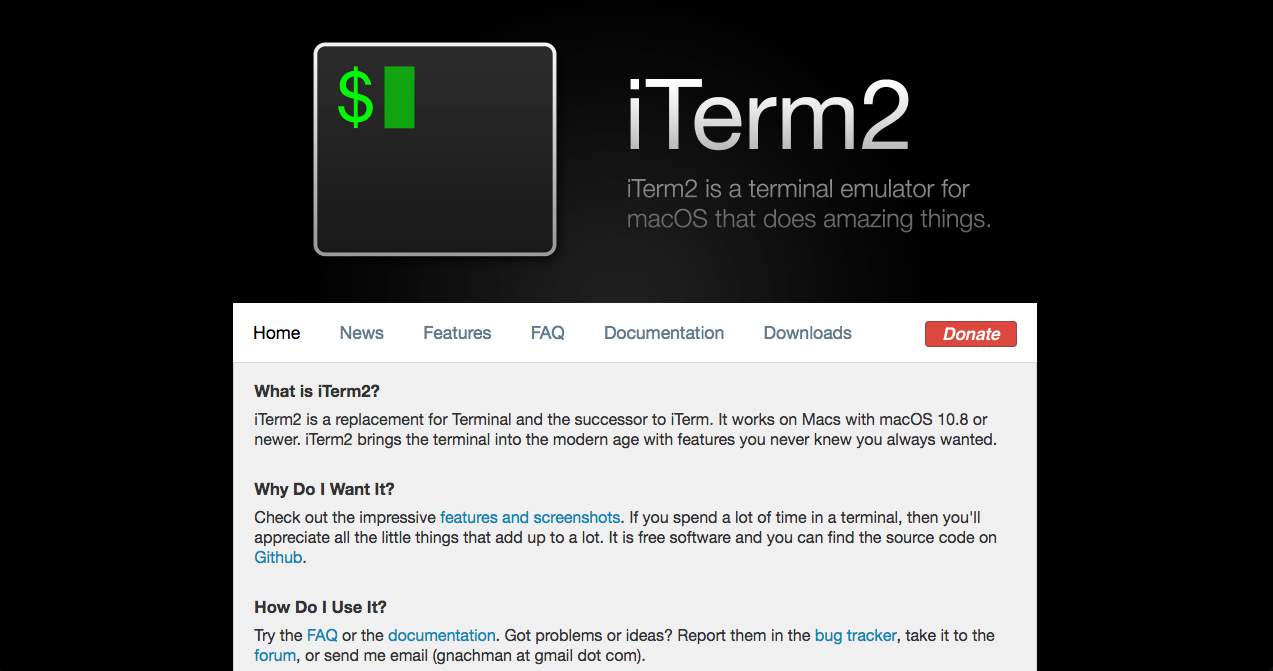 $
iTerm2
iTerm2 is a terminal emulator for
macOS that does amazing things.
Home News Features FAQ Documentation Downloads Donate
What is iTerm2?
iTerm2 is a replacement for Terminal and the successor to iTerm. It works on Macs with macOS 10.8 or
newer. iTerm2 brings the terminal into the modern age with features you never knew you always wanted.
Why Do I Want It?
Check out the impressive features and screenshots. If you spend a lot of time in a terminal, then you'll
appreciate all the little things that add up to a lot. It is free software and you can find the source code on
Github.
How Do I Use It?
Try the FAQ or the documentation. Got problems or ideas? Report them in the bug tracker, take it to the
forum, or send me email (gnachman at gmail dot com).